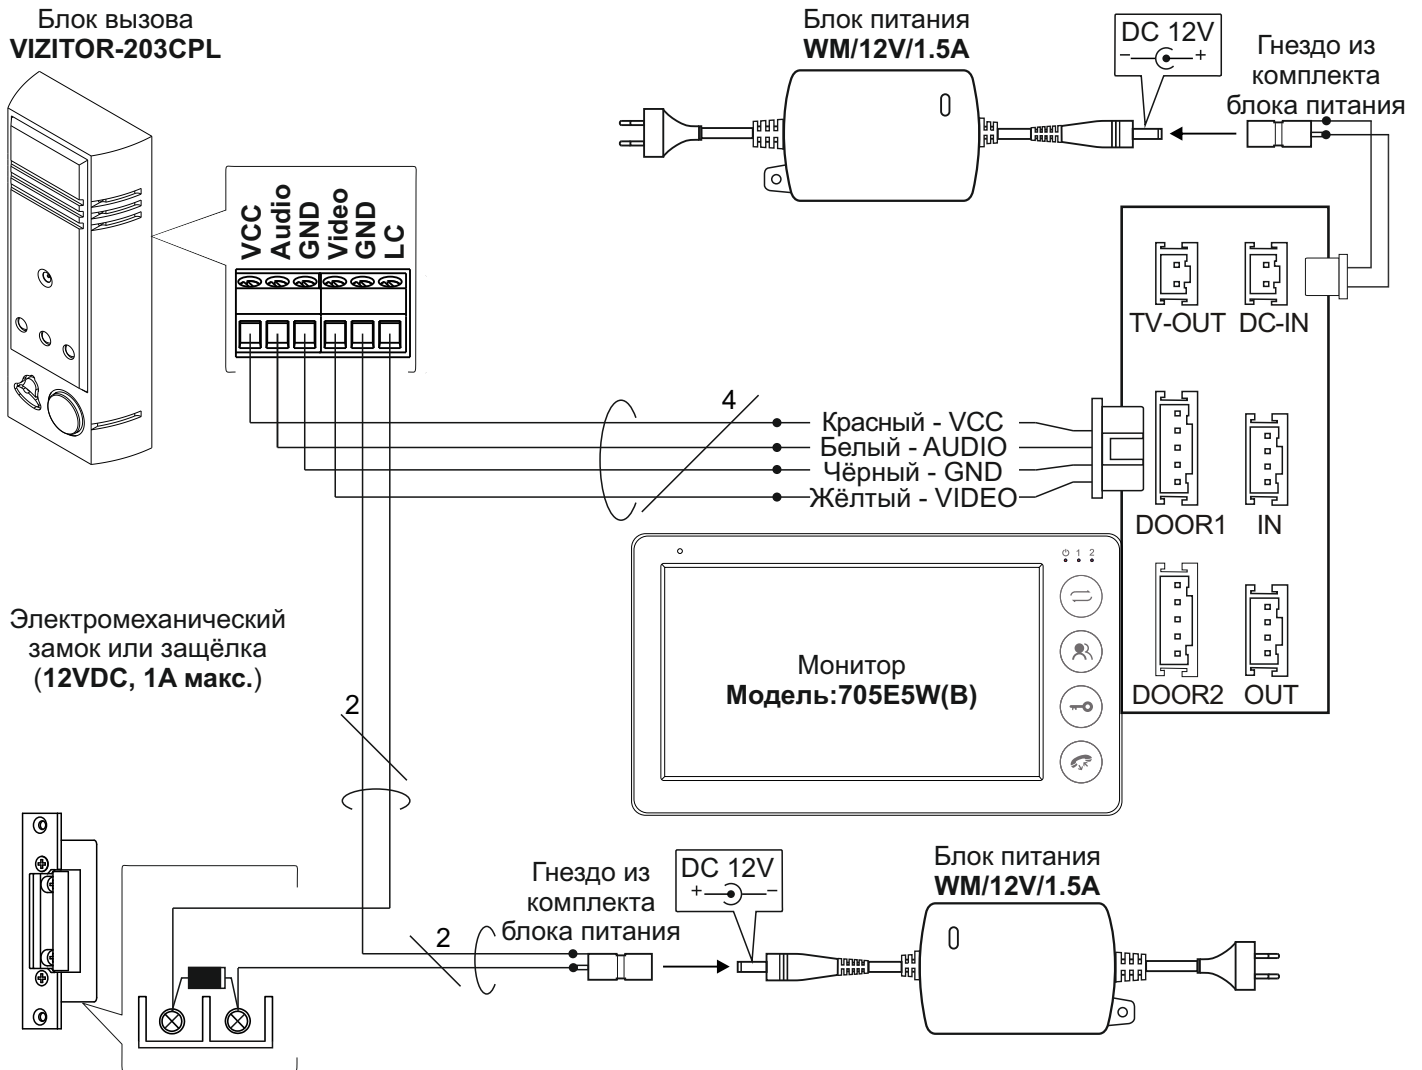 Блок вызова
VIZITOR-203CPL
Блок питания
WM/12V/1.5A
DC 12V
− +
Гнездо из
комплекта
блока питания
VCC
Audio
GND
Video
GND
LC
TV-OUT DC-IN
4
Красный - VCC
Белый - AUDIO
Чёрный - GND
Жёлтый - VIDEO
DOOR1 IN
1 2
Электромеханический
замок или защёлка
(12VDC, 1А макс.)
Монитор
Модель:705E5W(B)
DOOR2 OUT
2
Гнездо из
комплекта
блока питания
DC 12V
+ −
Блок питания
WM/12V/1.5A
2